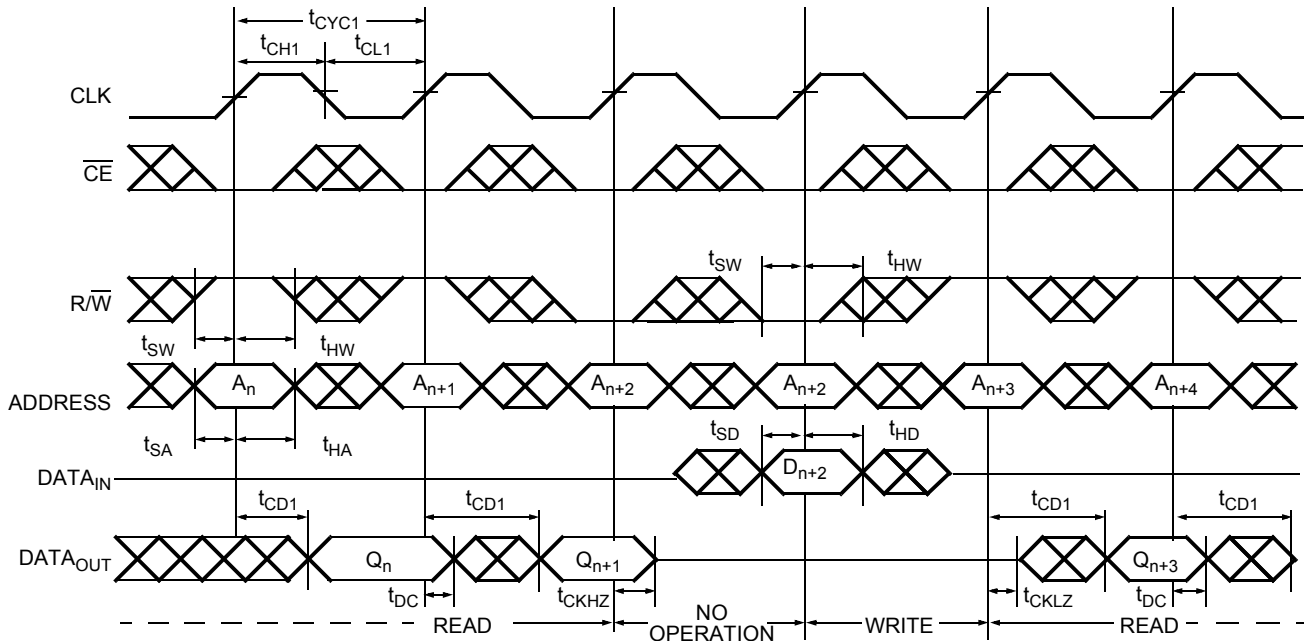 tCYC1
tCH1 tCL1
CLK
CE
tSW tHW
R/W
tSW tHW
An An+1 An+2 An+2 An+3 An+4
ADDRESS
tSA tHA tSD tHD
DATAIN Dn+2
tCD1 tCD1 tCD1 tCD1
DATAOUT Qn Qn+1 Qn+3
tDC tCKHZ tCKLZ tDC
READ NO OPERATION WRITE READ